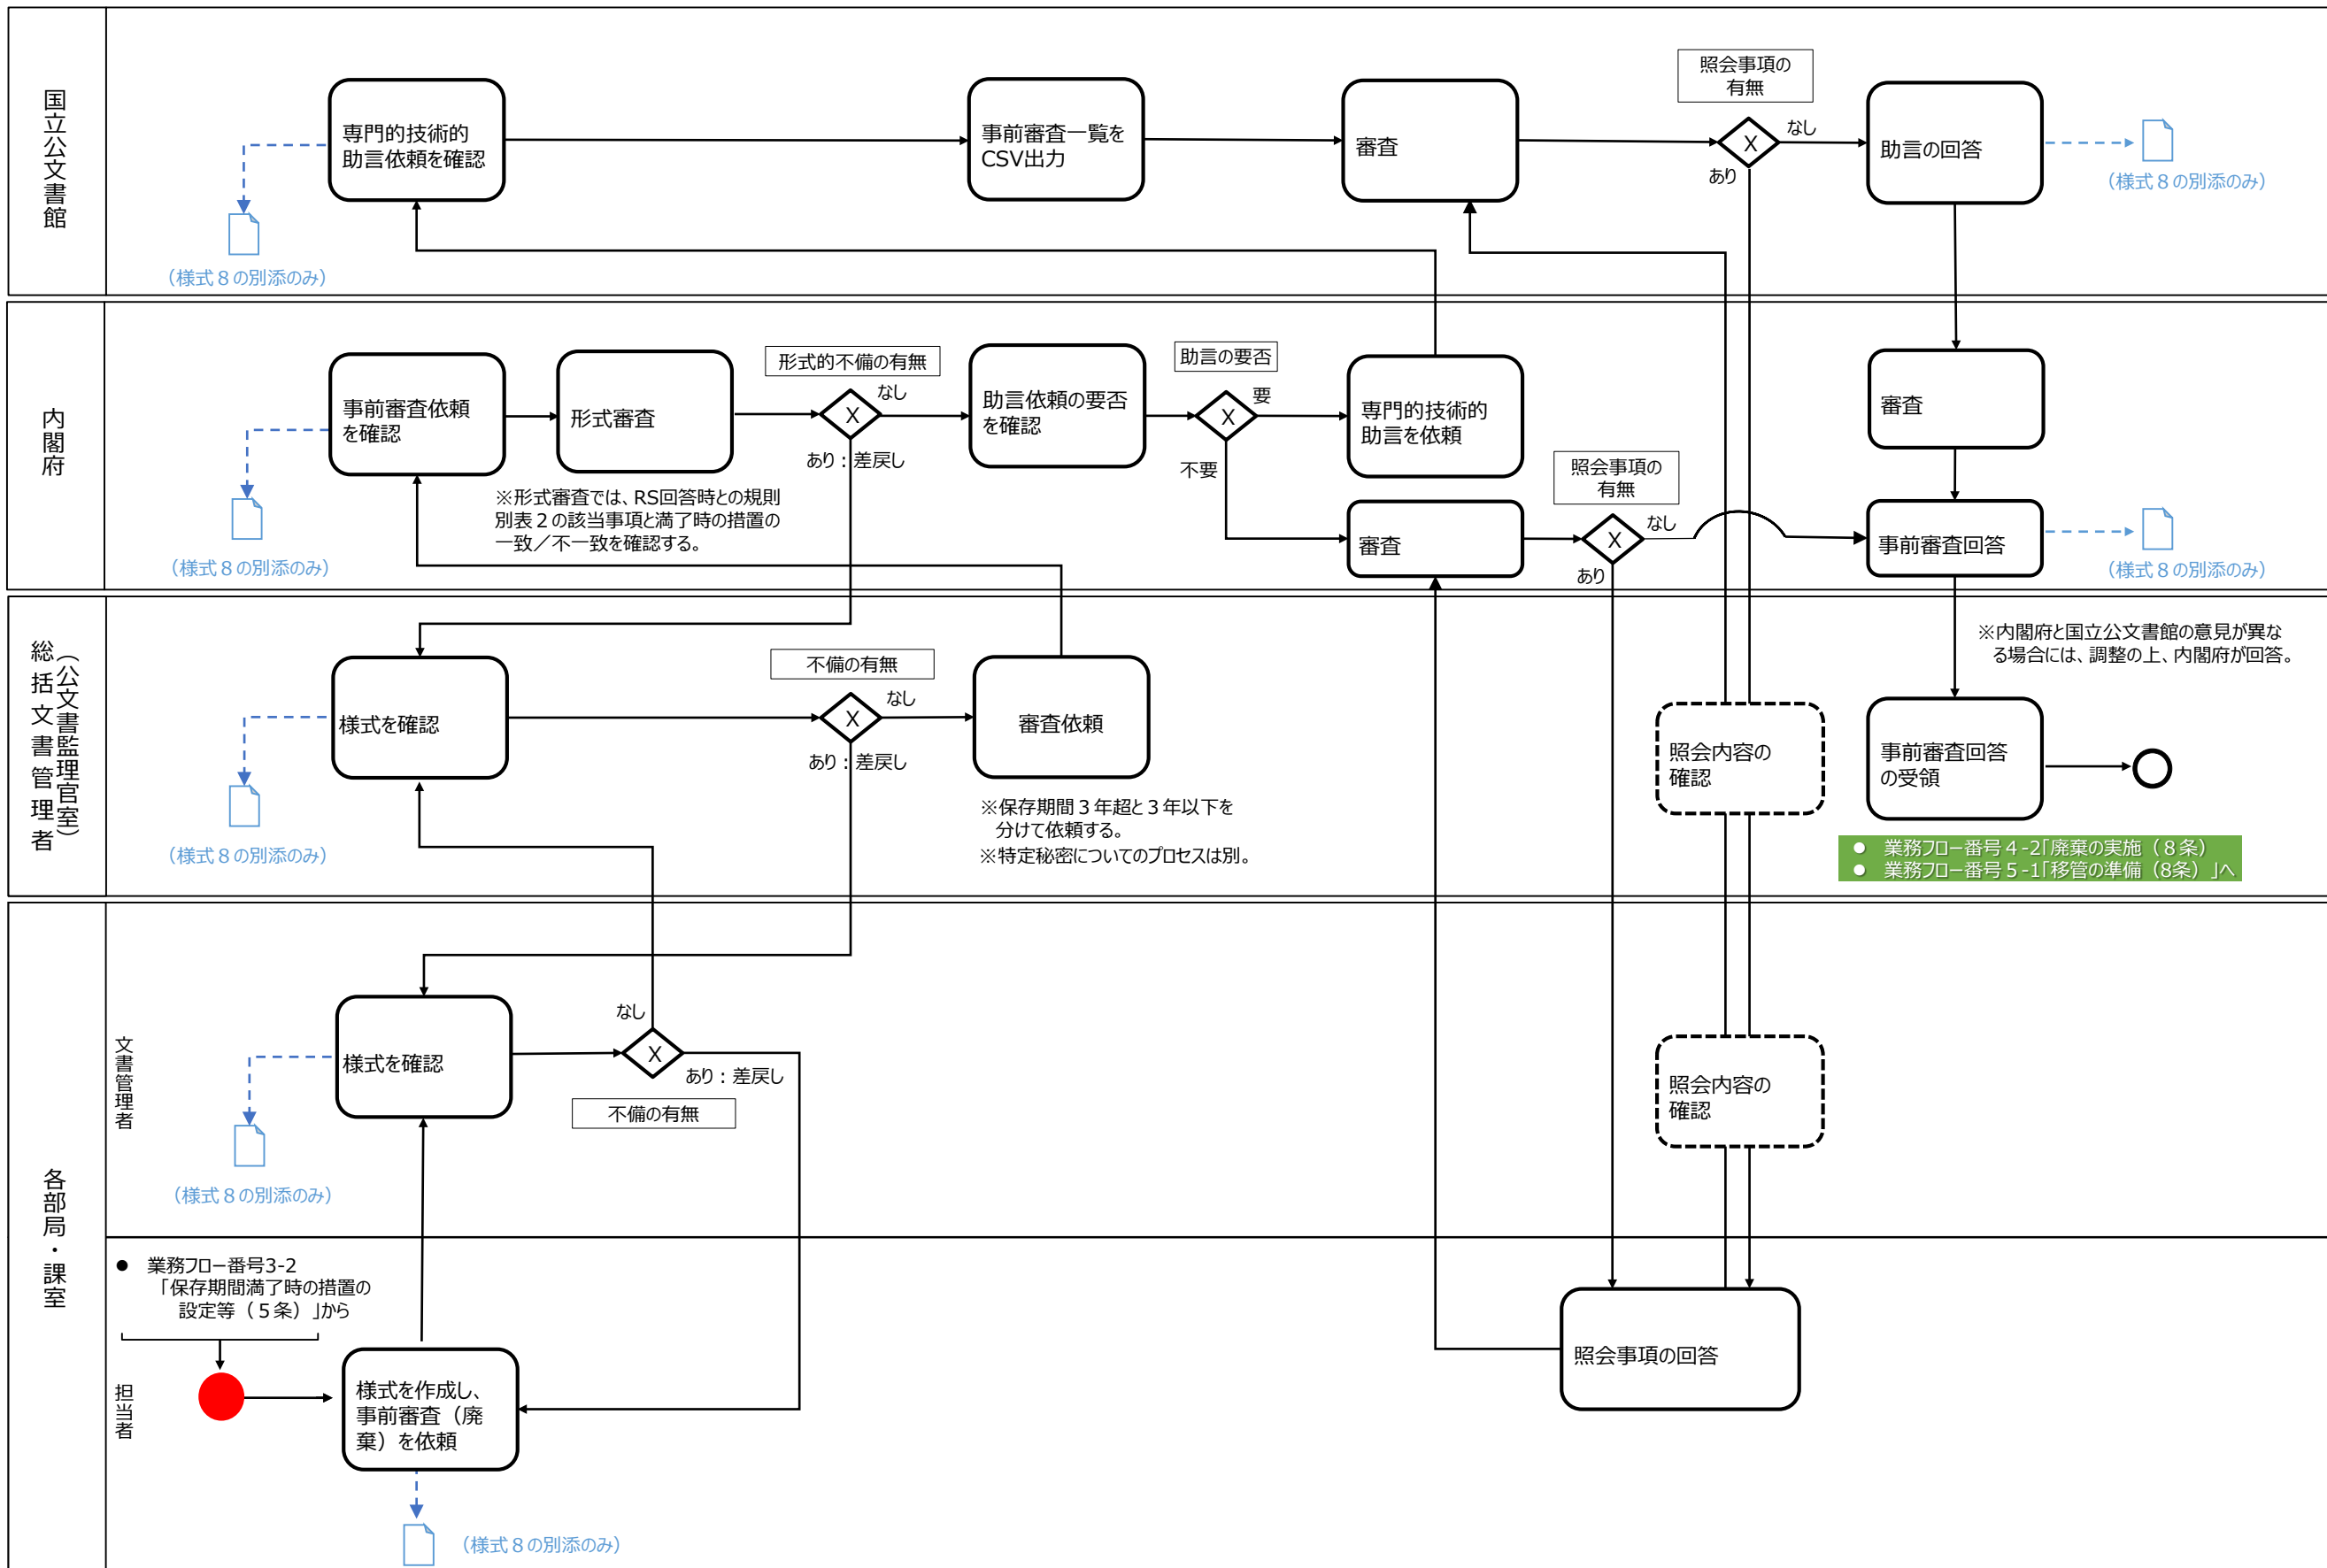 国立公文書館
専門的技術的
助言依頼を確認
（様式８の別添のみ）
事前審査一覧を
CSV出力
審査
照会事項の
有無
X
なし
あり
助言の回答
（様式８の別添のみ）
内閣府
事前審査依頼
を確認
（様式８の別添のみ）
形式審査
※形式審査では、RS回答時との規則
別表２の該当事項と満了時の措置の
一致／不一致を確認する。
形式的不備の有無
X
なし
あり：差戻し
助言依頼の要否
を確認
助言の要否
X
要
不要
専門的技術的
助言を依頼
審査
照会事項の
有無
X
なし
あり
審査
事前審査回答
（様式８の別添のみ）
総括文書管理者
（公文書監理官室）
様式を確認
（様式８の別添のみ）
不備の有無
X
なし
あり：差戻し
審査依頼
※保存期間３年超と３年以下を
分けて依頼する。
※特定秘密についてのプロセスは別。
照会内容の
確認
※内閣府と国立公文書館の意見が異な
る場合には、調整の上、内閣府が回答。
事前審査回答
の受領
● 業務フロー番号４-2「廃棄の実施（８条）
● 業務フロー番号５-1「移管の準備（8条）」へ
各部局・課室
文書管理者
様式を確認
（様式８の別添のみ）
なし
X
あり：差戻し
不備の有無
照会内容の
確認
担当者
● 業務フロー番号3-2
「保存期間満了時の措置の
設定等（５条）」から
様式を作成し、
事前審査（廃
棄）を依頼
（様式８の別添のみ）
照会事項の回答